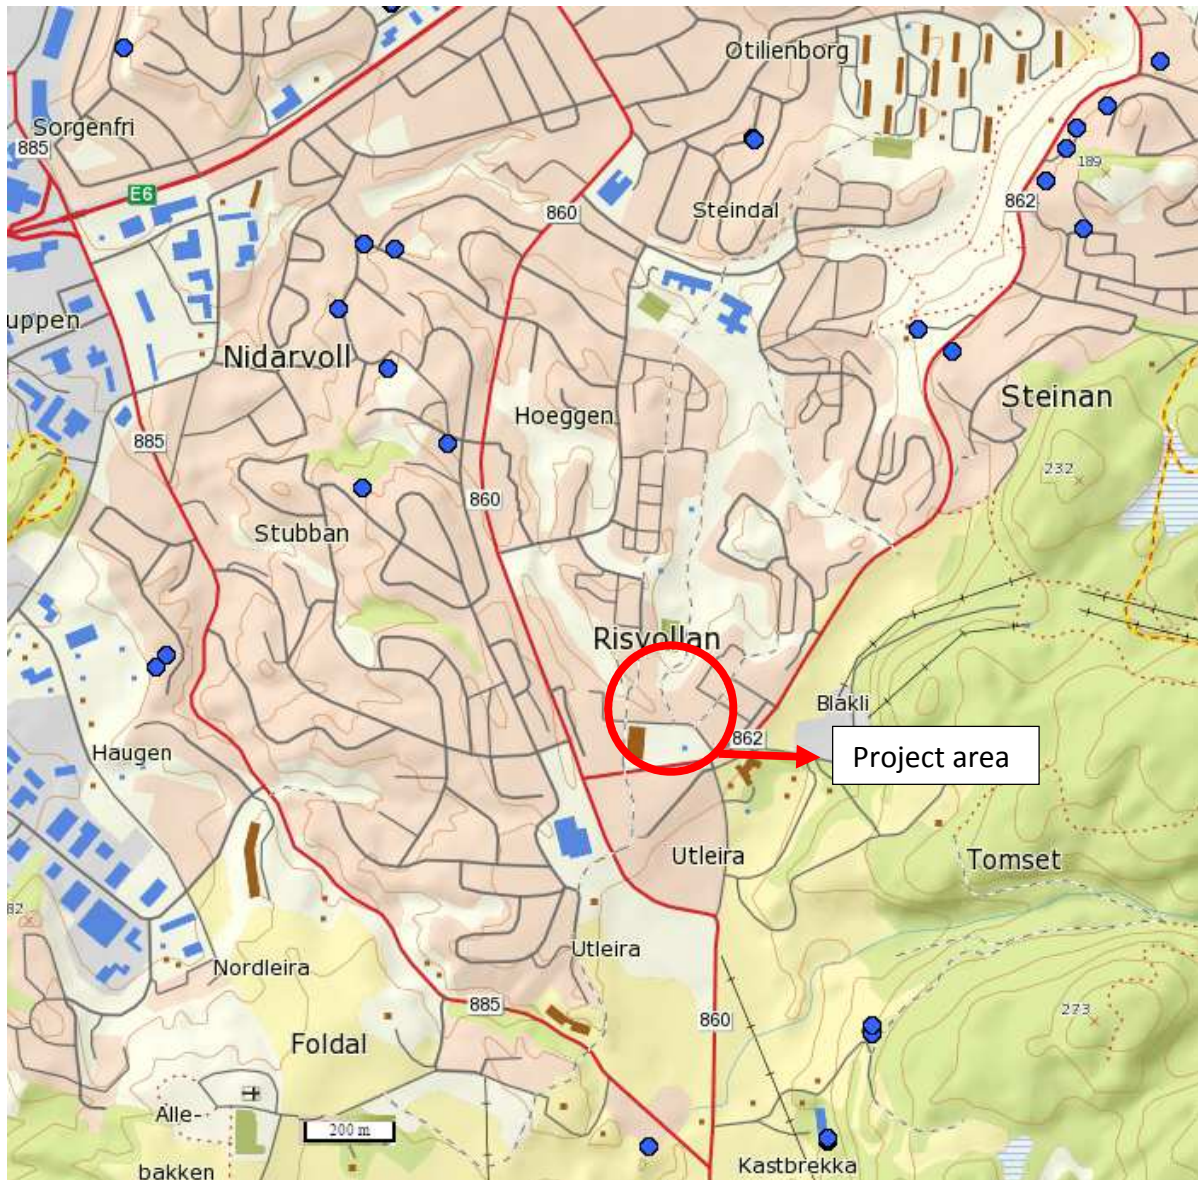 Otilienborg
Sorgenfri
885
189
E6
862
860
Steindal
uppen
Nidarvoll
Steinan
Hoeggen
885
232
860
Stubban
Risvollan
Blakli
862
Project area
Haugen
Utleira
Tomset
82
Utleira
Nordleira
885
860
273
Foldal
Alle-
200 m
bakken
Kastbrekka